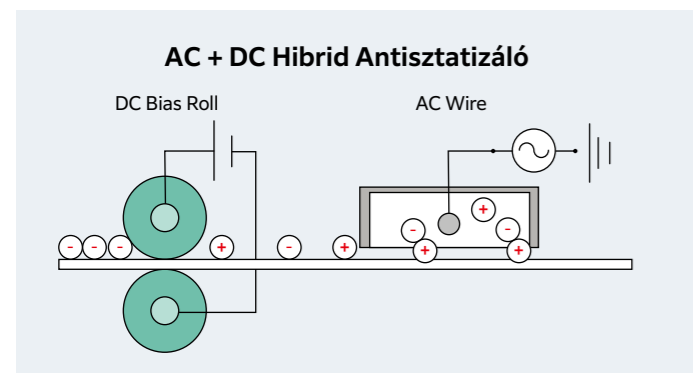 AC + DC Hibrid Antisztatizáló
DC Bias Roll
AC Wire
+
-
+
-
- - - + - + + +